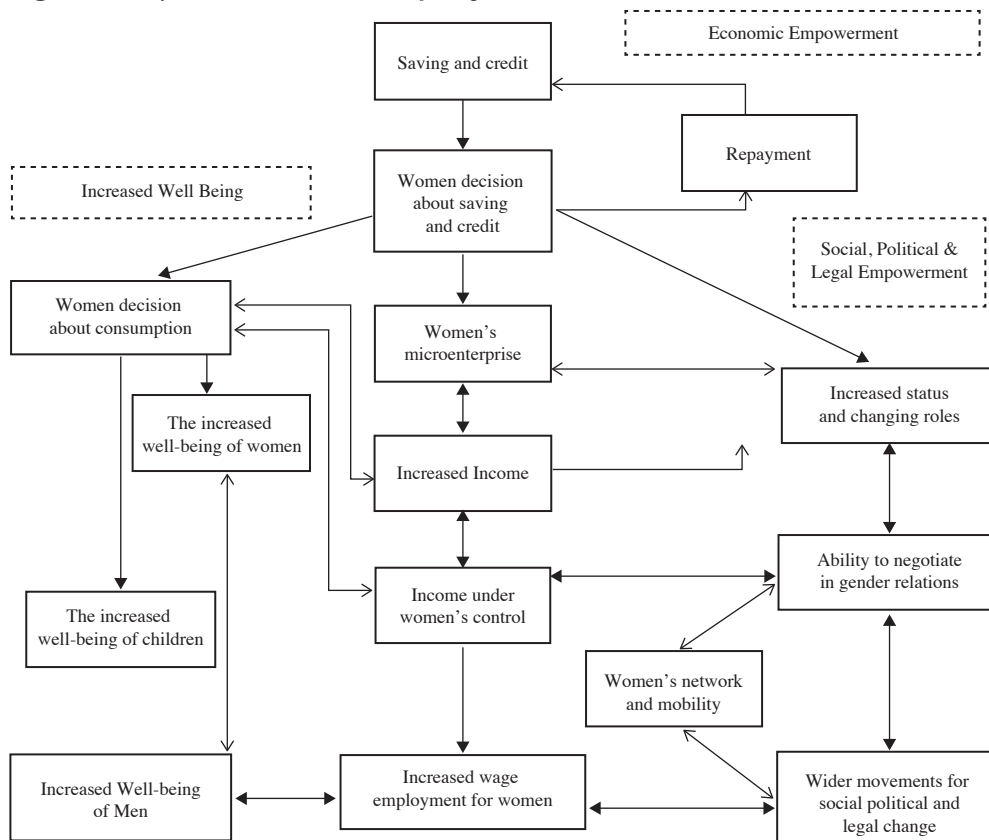 Economic Empowerment
Saving and credit
Repayment
Women decision
about saving
and credit
Increased Well Being
Social, Political &
Legal Empowerment
Women decision
about consumption
Women's
microenterprise
Increased status
and changing roles
The increased
well-being of women
Increased Income
Ability to negotiate
in gender relations
Income under
women's control
The increased
well-being of children
Women's network
and mobility
Increased Well-being
of Men
Increased wage
employment for women
Wider movements for
social political and
legal change